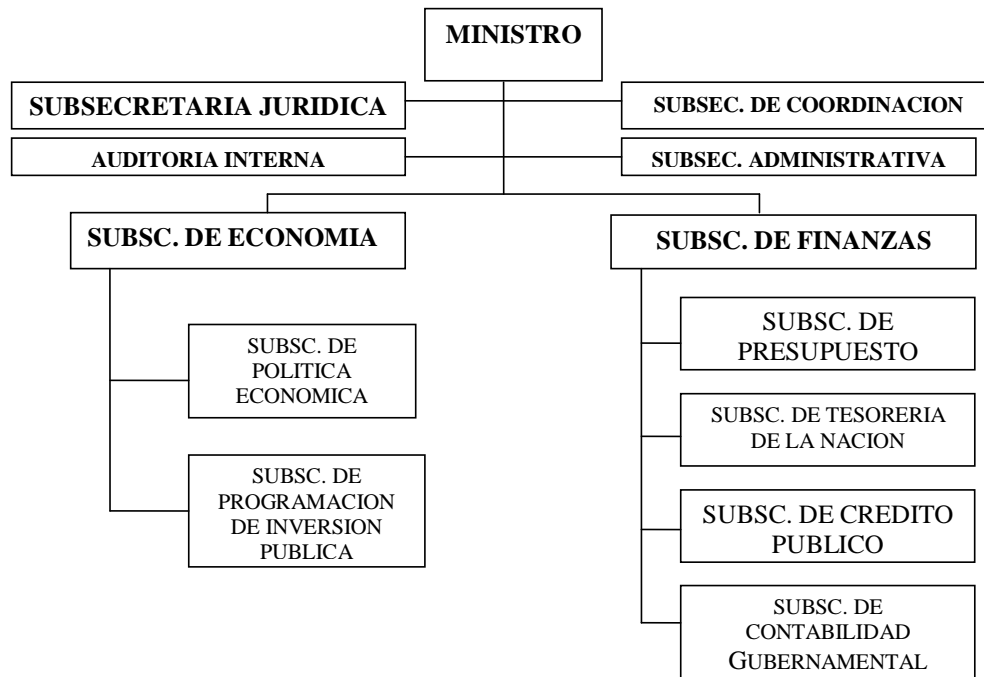 MINISTRO
SUBSECRETARIA JURIDICA
SUBSEC. DE COORDINACION
AUDITORIA INTERNA
SUBSEC. ADMINISTRATIVA
SUBSC. DE ECONOMIA
SUBSC. DE
POLITICA
ECONOMICA
SUBSC. DE
PROGRAMACION
DE INVERSION
PUBLICA
SUBSC. DE FINANZAS
SUBSC. DE
PRESUPUESTO
SUBSC. DE TESORERIA
DE LA NACION
SUBSC. DE CREDITO
PUBLICO
SUBSC. DE
CONTABILIDAD
GUBERNAMENTAL